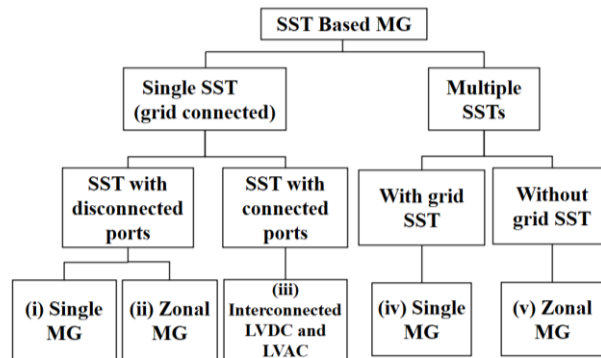 SST Based MG
Single SST
(grid connected)
Multiple
SSTs
SST with
disconnected
ports
SST with
connected
ports
With grid
SST
Without
grid SST
(i) Single
MG
(ii) Zonal
MG
(iii)
Interconnected
LVDC and
LVAC
(iv) Single
MG
(v) Zonal
MG